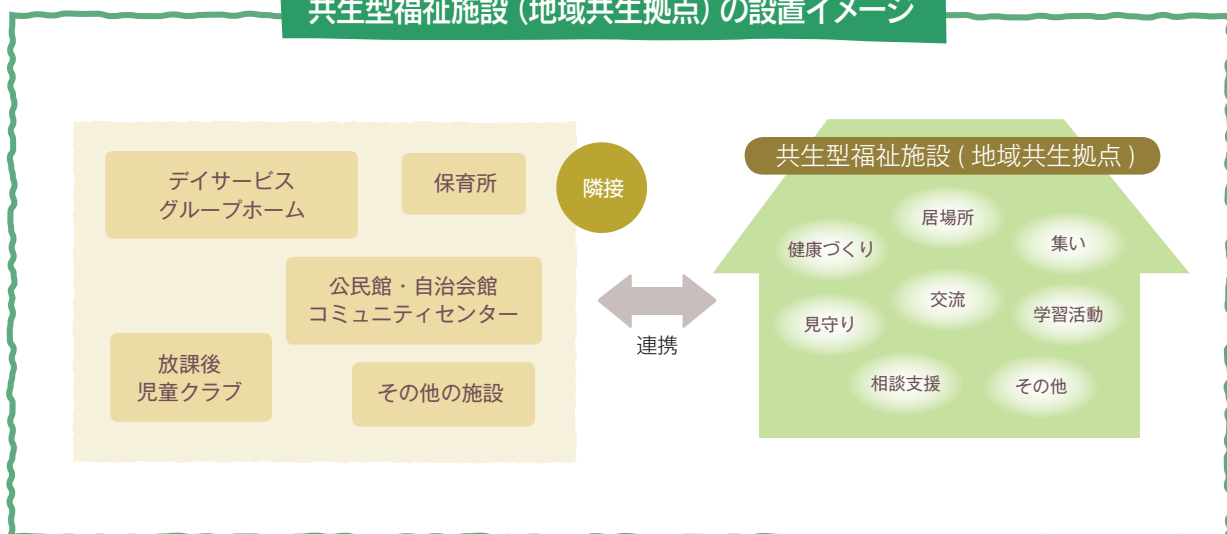 共生型福祉施設（地域共生拠点）の設置イメージ
デイサービス
グループホーム
保育所
公民館・自治会館
コミュニティセンター
放課後
児童クラブ
その他の施設
隣接
連携
共生型福祉施設 ( 地域共生拠点 )
居場所
健康づくり
集い
交流
見守り
学習活動
相談支援
その他